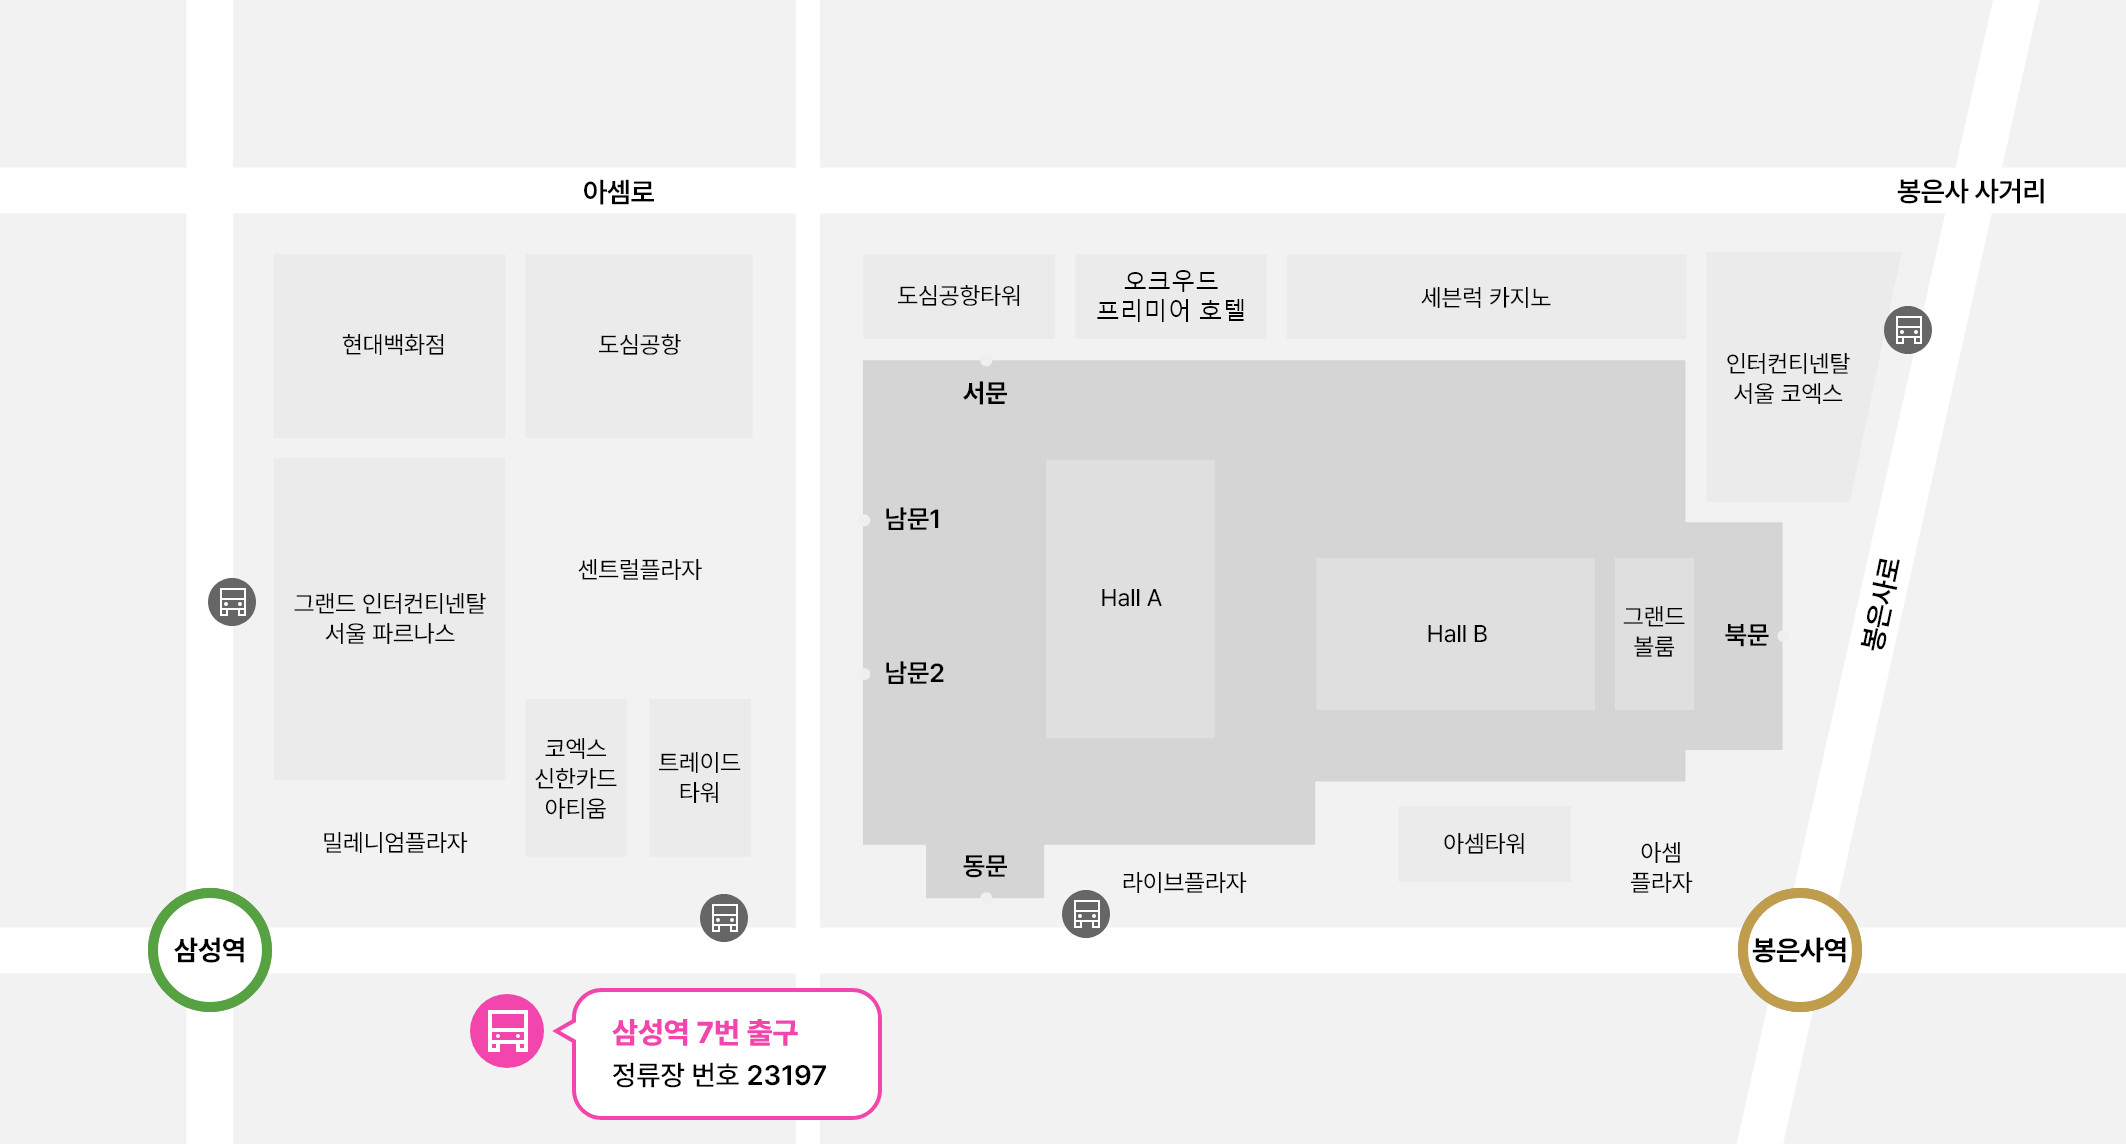 아셈로
봉은사 사거리
현대백화점
도심공항
도심공항타워
오크우드
프리미어 호텔
세븐럭 카지노
인터컨티넨탈
서울 코엑스
서문
남문1
남문2
Hall A
Hall B
그랜드
볼룸
북문
봉은사로
센트럴플라자
그랜드 인터컨티넨탈
서울 파르나스
코엑스
신한카드
아티움
트레이드
타워
밀레니엄플라자
동문
라이브플라자
아셈타워
아셈
플라자
삼성역
봉은사역
삼성역 7번 출구
정류장 번호 23197